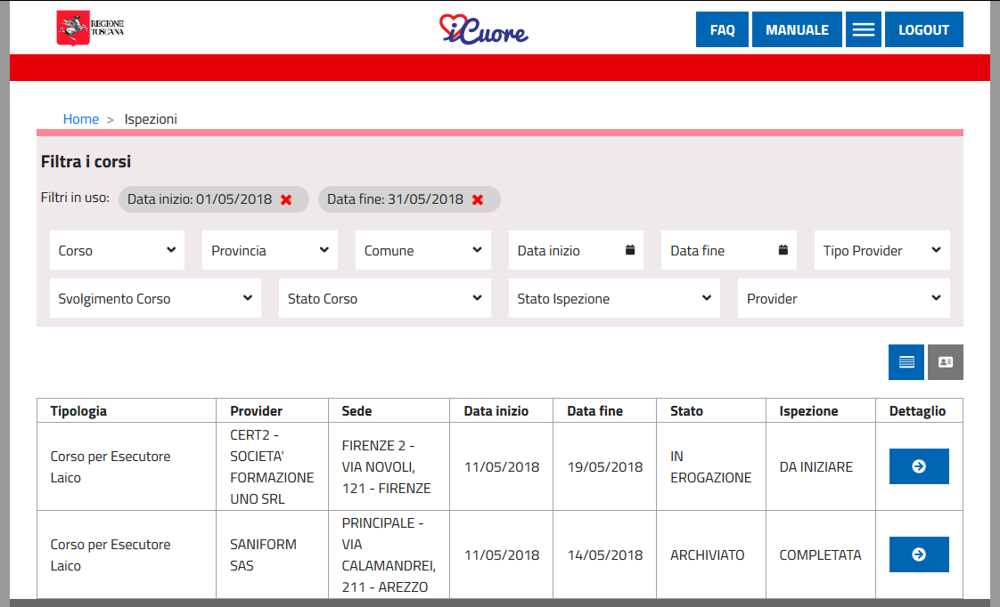 REGIONE
TOSCANA
iCuore
FAQ MANUALE LOGOUT
Home > Ispezioni
Filtra i corsi
Filtri in uso: Data inizio: 01/05/2018 Data fine: 31/05/2018
Corso Provincia Comune Data inizio Data fine Tipo Provider
Svolgimento Corso Stato Corso Stato Ispezione Provider
Tipologia Provider Sede Data inizio Data fine Stato Ispezione Dettaglio
Corso per Esecutore
Laico
CERT2 -
SOCIETA'
FORMAZIONE
UNO SRL
FIRENZE 2 -
VIA NOVOLI,
121 - FIRENZE
11/05/2018
19/05/2018
IN
EROGAZIONE
DA INIZIARE
Corso per Esecutore
Laico
SANIFORM
SAS
PRINCIPALE -
VIA
CALAMANDREI,
211 - AREZZO
11/05/2018
14/05/2018
ARCHIVIATO
COMPLETATA